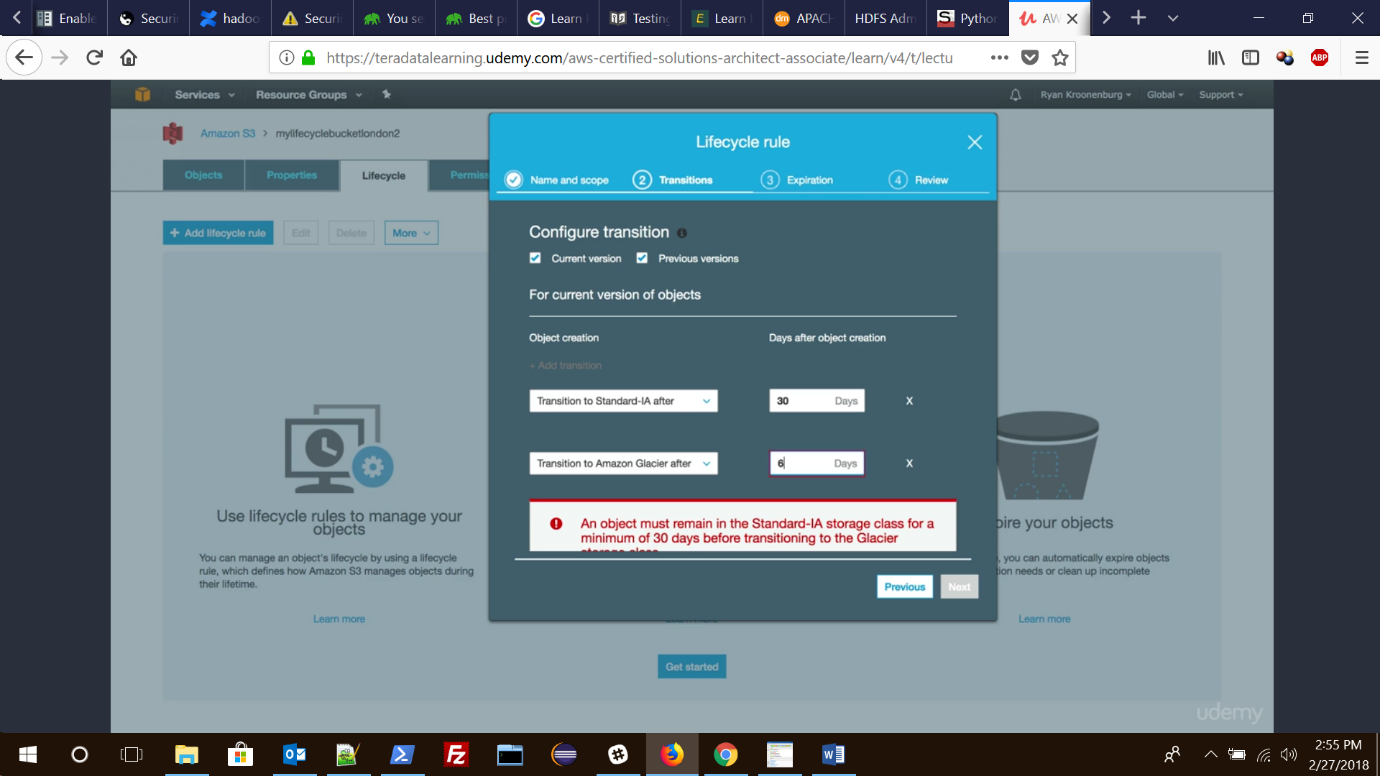 Enable
Securi
hadoo
Securi
You se
Best p
Learn
Testing
Learn
APACH
HDFS Adm
Python
AW
https://teradatalearning.udemy.com/aws-certified-solutions-architect-associate/learn/v4/t/lectu
ABP
Services
Resource Groups
Ryan Kroonenburg
Global
Support
Amazon S3 > mylifecyclebucketlondon2
Objects
Properties
Lifecycle
Permiss
+ Add lifecycle rule
Edit
Delete
More
Lifecycle rule
Name and scope
2 Transitions
3 Expiration
4 Review
Configure transition
Current version
Previous versions
For current version of objects
Object creation
Days after object creation
+ Add transition
Transition to Standard-IA after
30 Days
X
Transition to Amazon Glacier after
6 Days
X
An object must remain in the Standard-IA storage class for a
minimum of 30 days before transitioning to the Glacier
storage class
Previous
Next
Use lifecycle rules to manage your
objects
You can manage an object's lifecycle by using a lifecycle
rule, which defines how Amazon S3 manages objects during
their lifetime.
Learn more
Learn more
pire your objects
, you can automatically expire objects
ion needs or clean up incomplete
Learn more
Get started
udemy
2:55 PM
2/27/2018